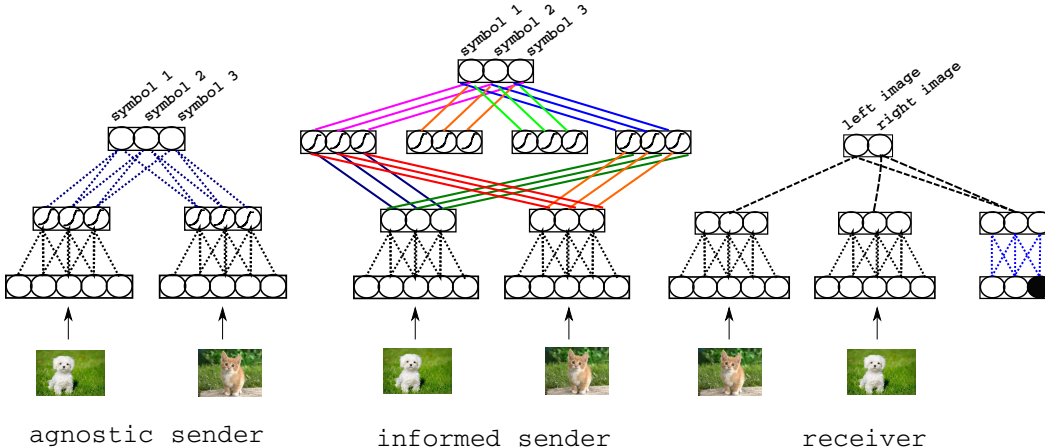 symbol 1
symbol 2
symbol 3
symbol 1
symbol 2
symbol 3
left image
right image
agnostic sender
informed sender
receiver